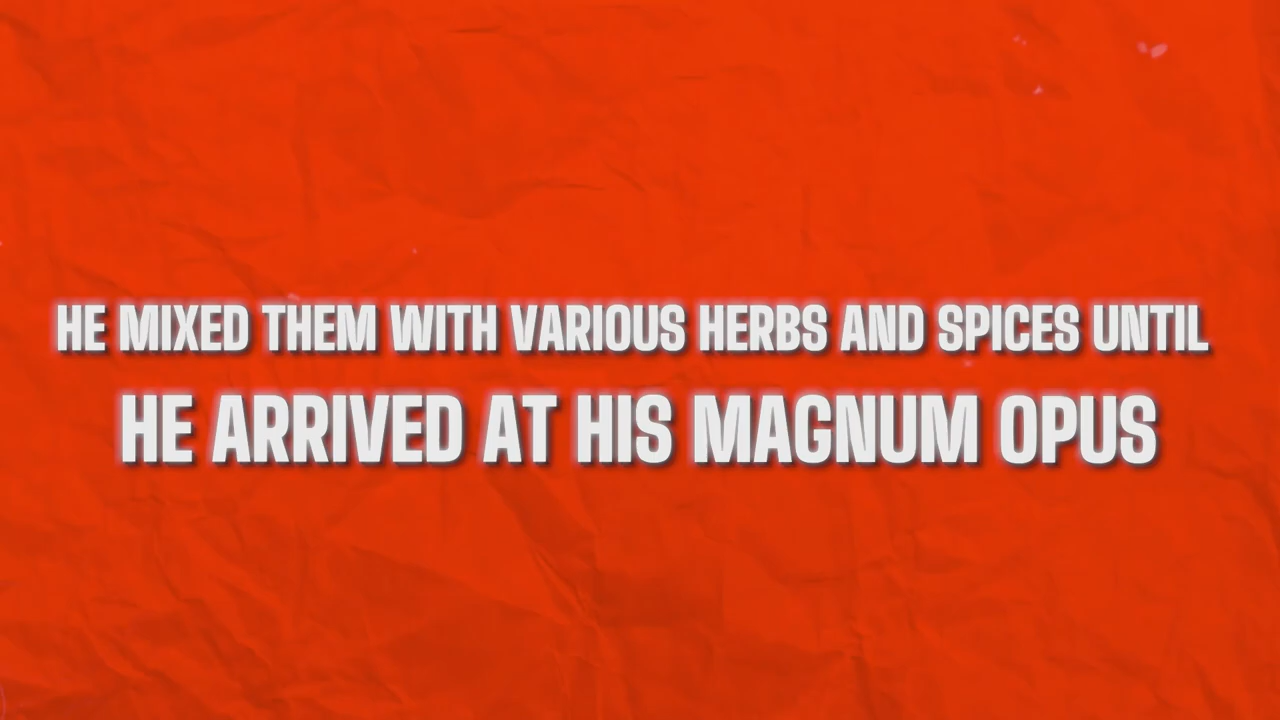 HE MIXED THEM WITH VARIOUS HERBS AND SPICES UNTIL
HE ARRIVED AT HIS MAGNUM OPUS